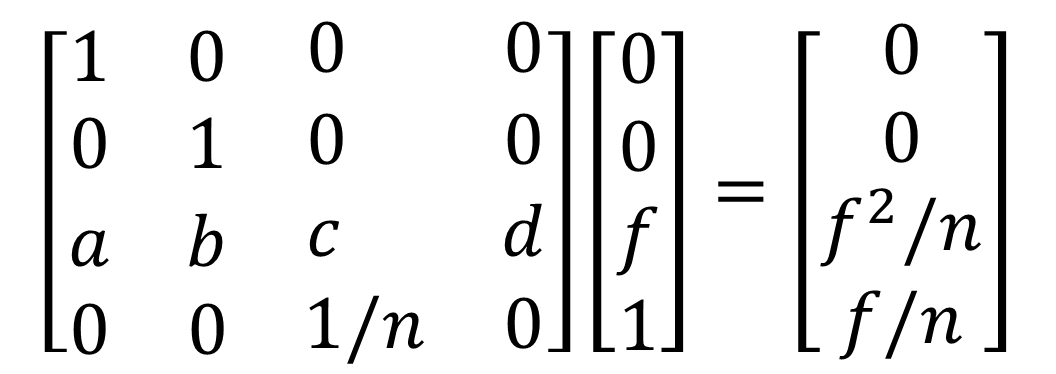 [1 0 0 0] [0] [0]
[0 1 0 0] [0] [0]
[a b c d] [f] = [f²/n]
[0 0 1/n 0] [1] [f/n]